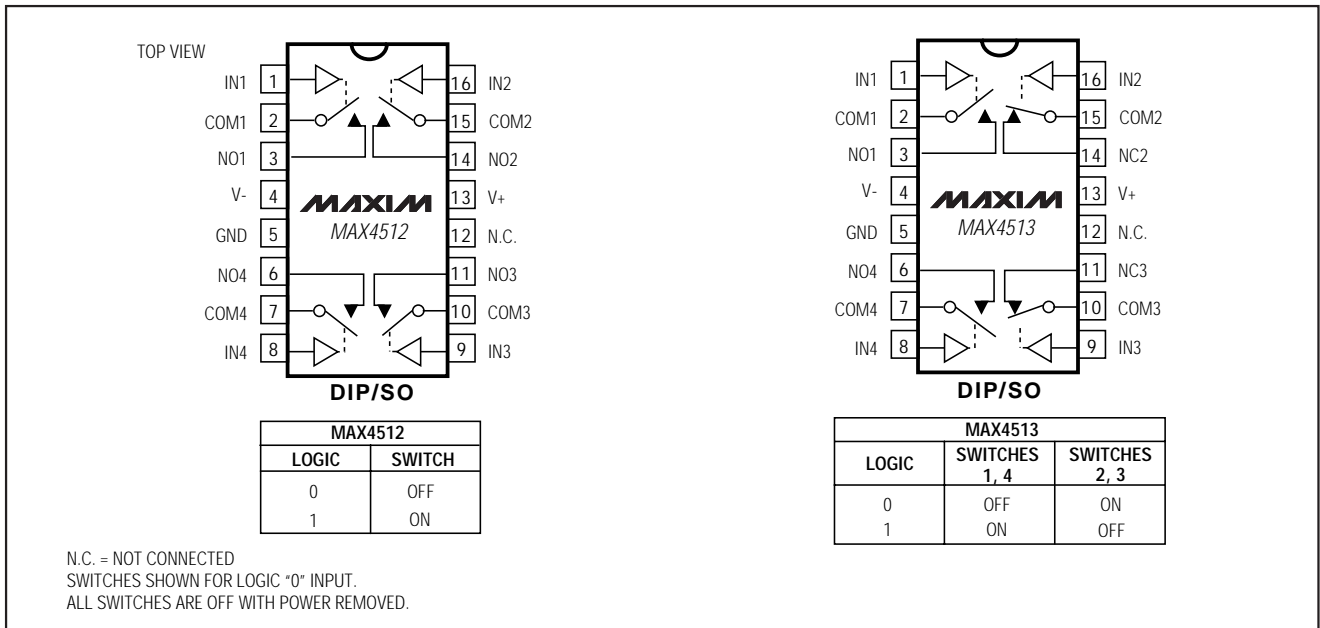 TOP VIEW
IN1 1 16 IN2
COM1 2 15 COM2
NO1 3 14 NO2
V- 4 13 V+
GND 5 12 N.C.
NO4 6 11 NO3
COM4 7 10 COM3
IN4 8 9 IN3
MAXIM
MAX4512
DIP/SO
MAX4512
LOGIC SWITCH
0 OFF
1 ON
IN1 1 16 IN2
COM1 2 15 COM2
NO1 3 14 NC2
V- 4 13 V+
GND 5 12 N.C.
NO4 6 11 NC3
COM4 7 10 COM3
IN4 8 9 IN3
MAXIM
MAX4513
DIP/SO
MAX4513
LOGIC SWITCHES 1, 4 SWITCHES 2, 3
0 OFF ON
1 ON OFF
N.C. = NOT CONNECTED
SWITCHES SHOWN FOR LOGIC “0” INPUT.
ALL SWITCHES ARE OFF WITH POWER REMOVED.